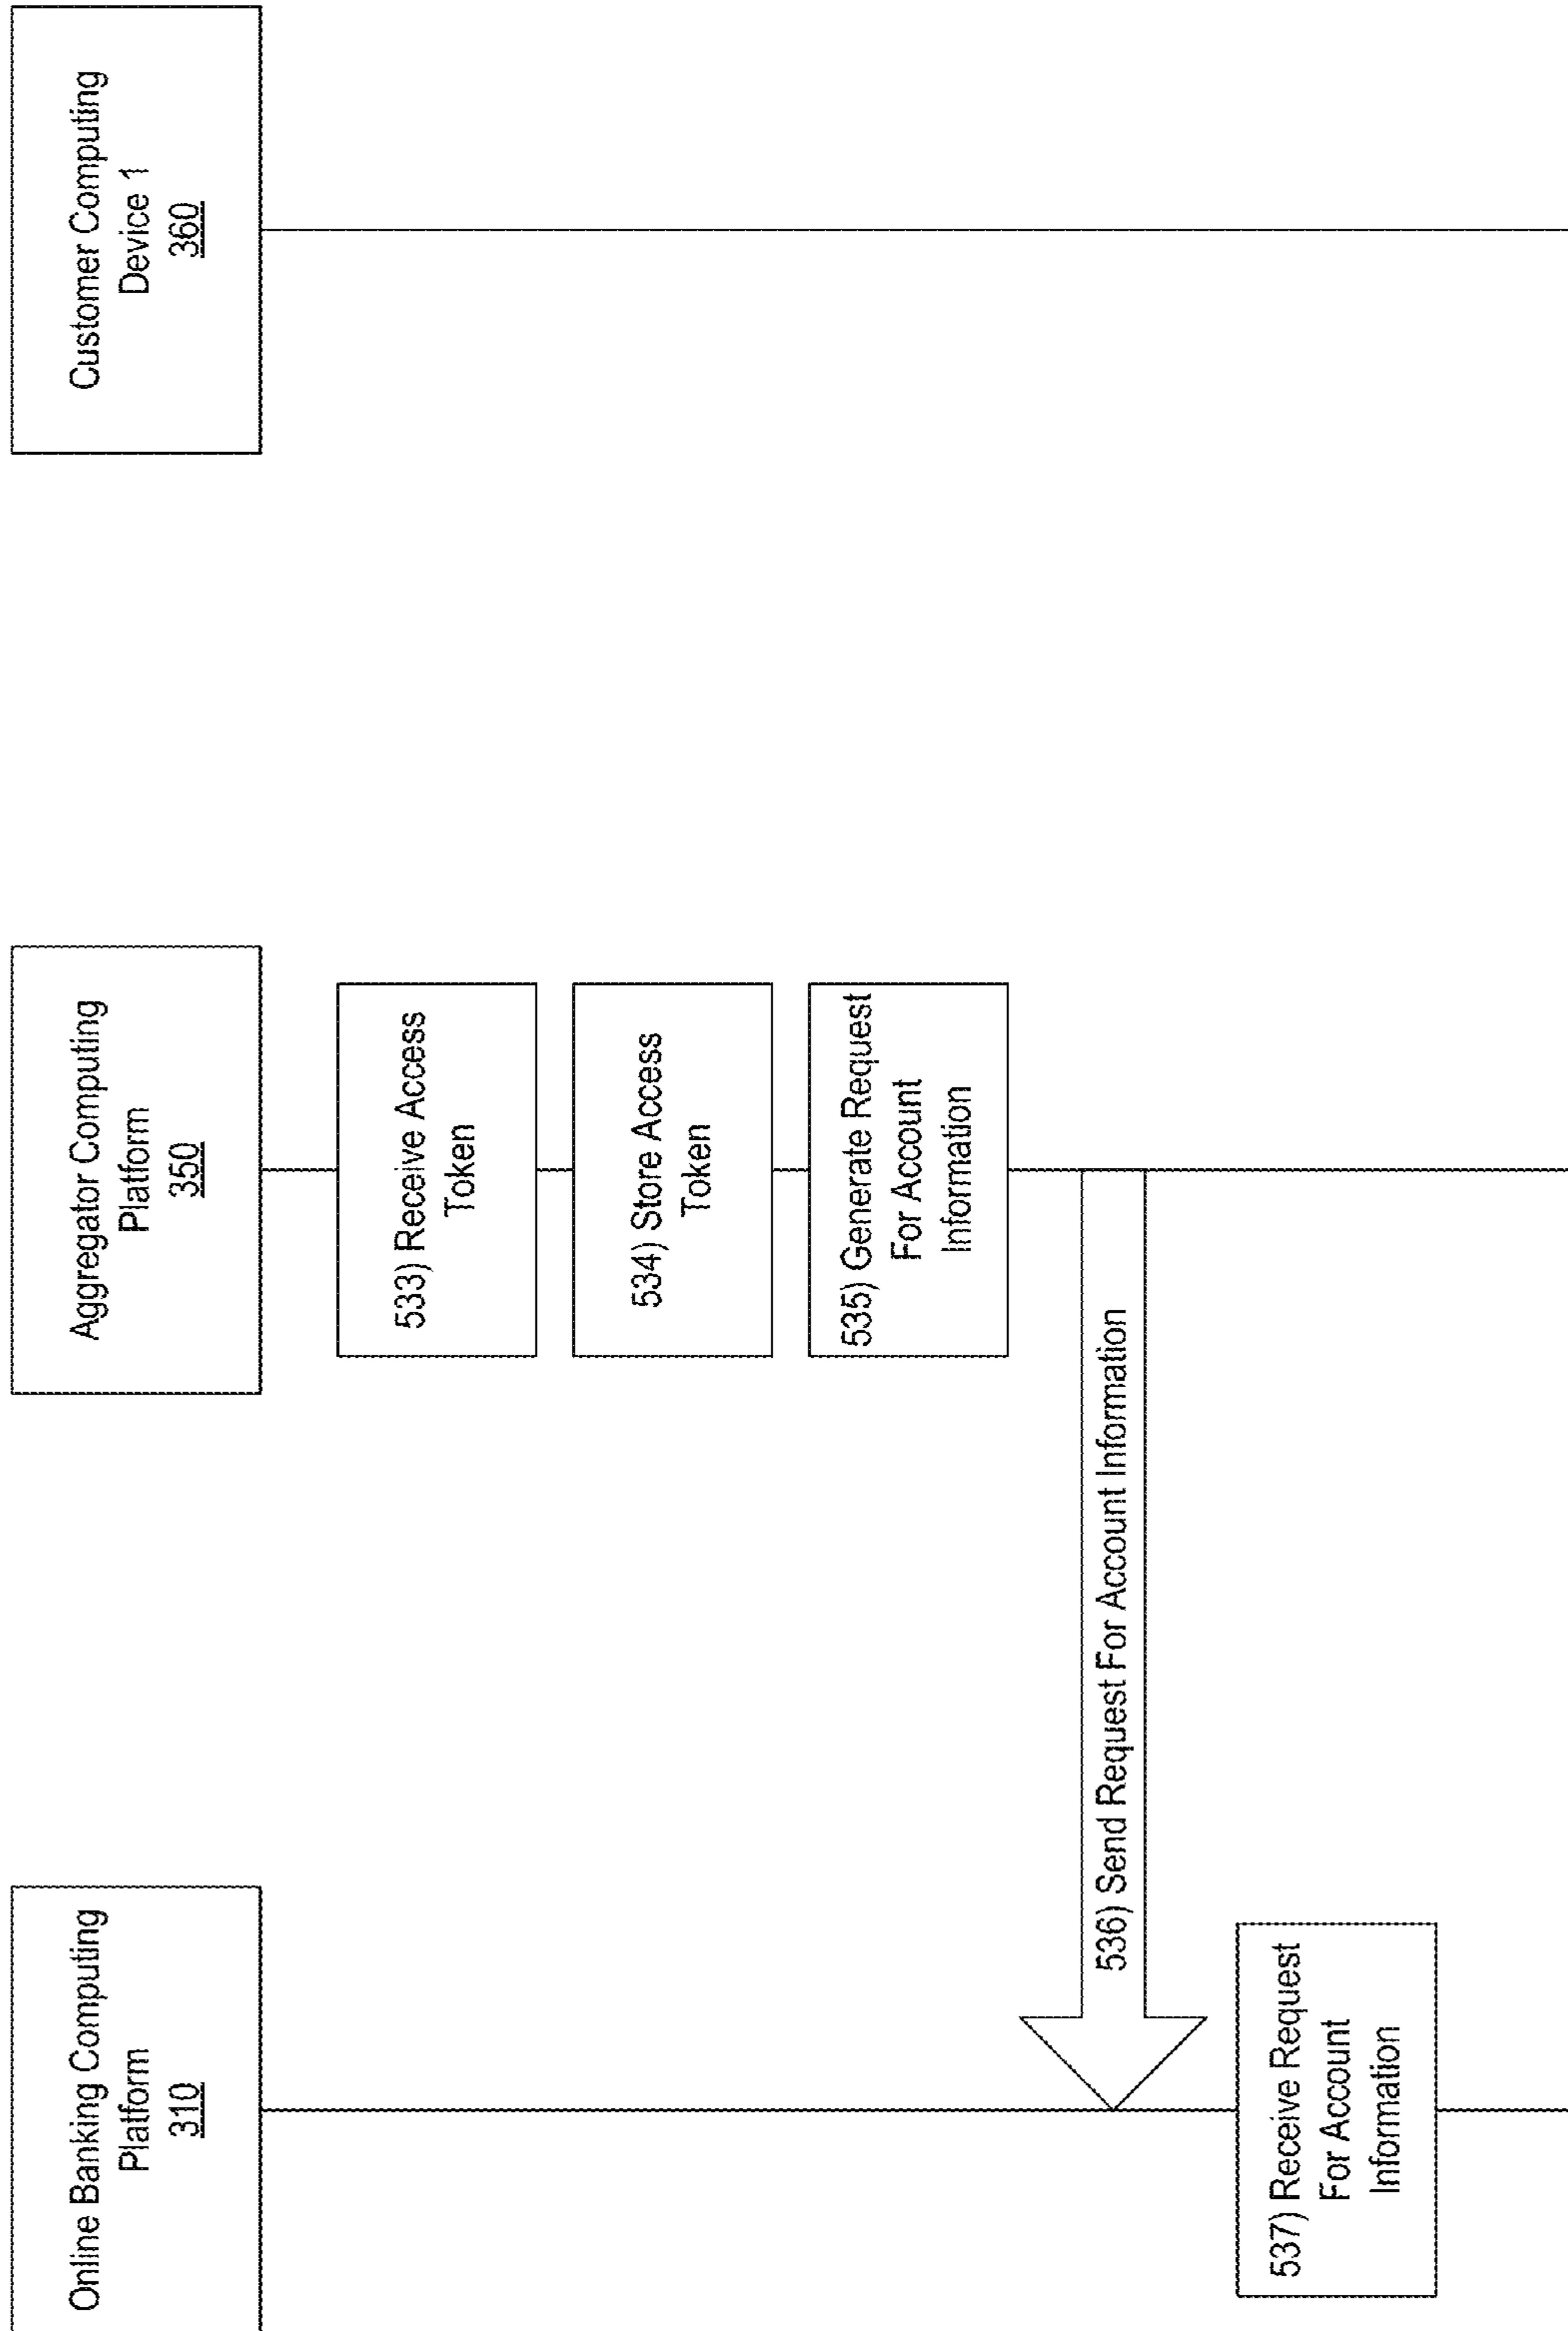 Online Banking Computing
Platform
310
Aggregator Computing
Platform
350
Customer Computing
Device 1
360
533) Receive Access
Token
534) Store Access
Token
535) Generate Request
For Account
Information
536) Send Request For Account Information
537) Receive Request
For Account
Information